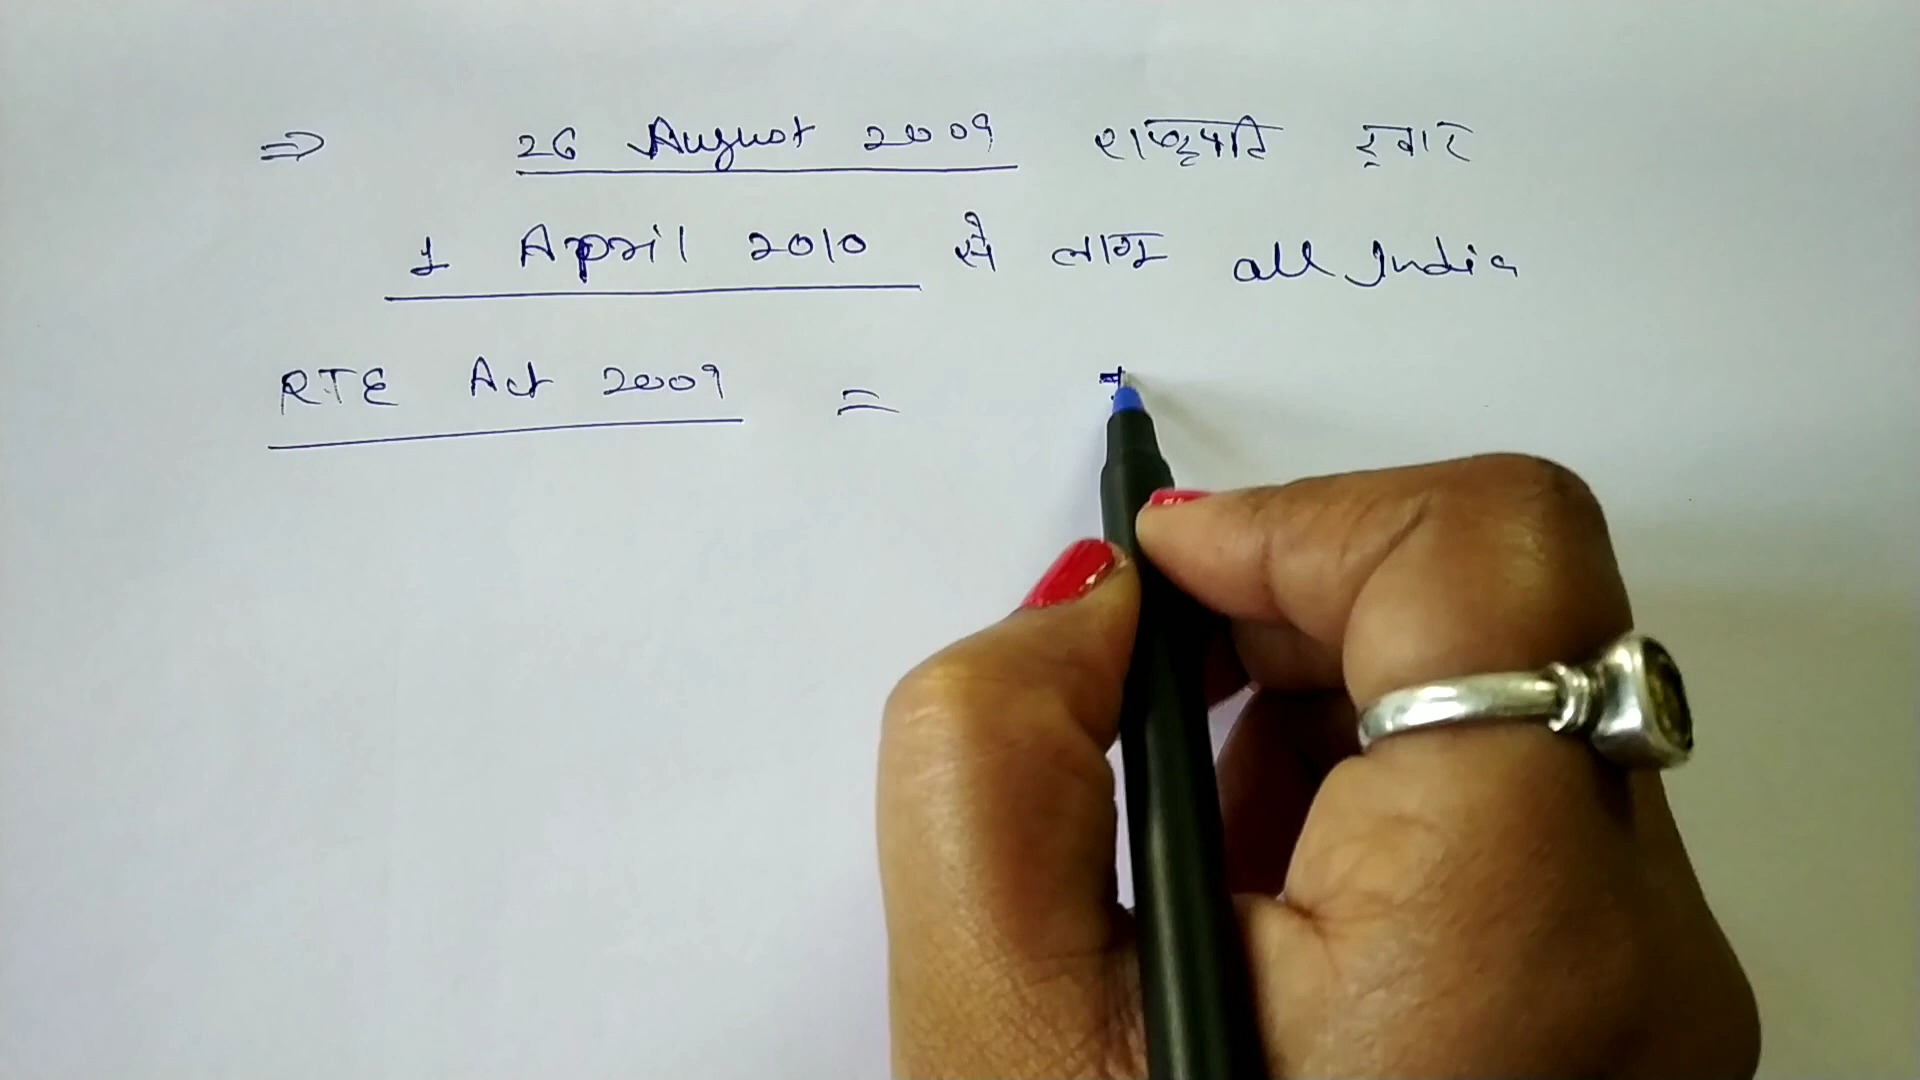 ⇒ 26 August 2009 राष्ट्रपति द्वार
1 April 2010 से लागू all India
RTE Act 2009 =